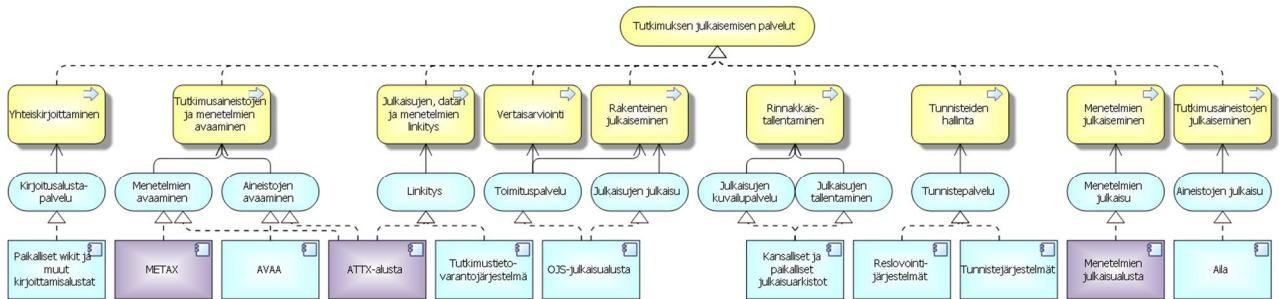 Tutkimuksen julkaisemisen palvelut
Yhteiskirjoittaminen
Tutkimusaineistojen
ja menetelmien
avaaminen
Julkaisujen, datan
ja menetelmien
linkitys
Vertaisarviointi
Rakenteinen
julkaiseminen
Rinnakkais-
tallentaminen
Tunnisteiden
hallinta
Menetelmien
julkaiseminen
Tutkimusaineistojen
julkaiseminen
Kirjoitusalusta-
palvelu
Menetelmien
avaaminen
Aineistojen
avaaminen
Linkitys
Toimituspalvelu
Julkaisujen julkaisu
Julkaisujen
kuvailupalvelu
Julkaisujen
tallentaminen
Tunnistepalvelu
Menetelmien
julkaisu
Aineistojen julkaisu
Paikalliset wikit ja
muut
kirjoittamisalustat
METAX
AVAA
ATTX-alusta
Tutkimustieto-
varantojärjestelmä
OJS-julkaisualusta
Kansalliset ja
paikalliset
julkaisuarkistot
Reslovointi-
järjestelmät
Tunnistejärjestelmät
Menetelmien
julkaisualusta
Aila